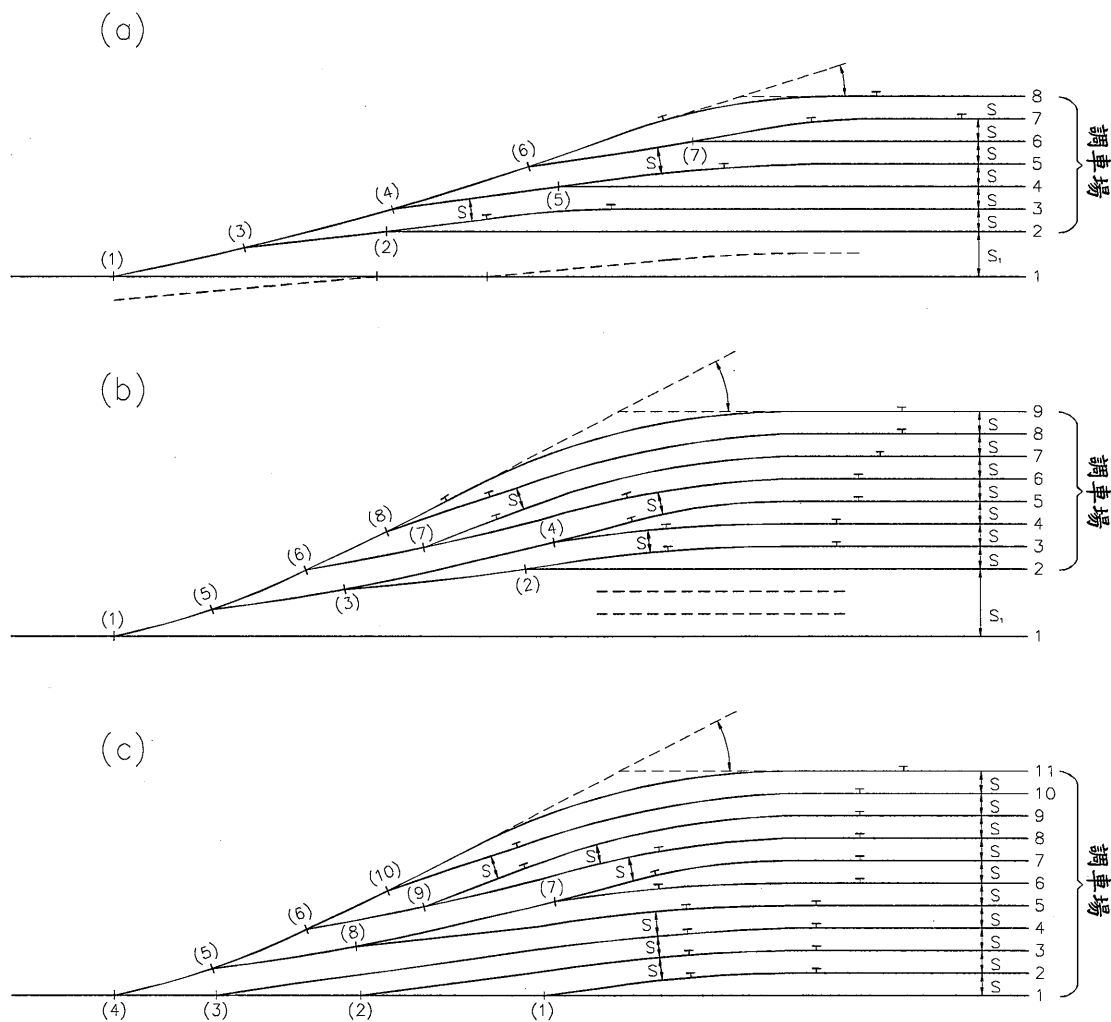 (a)
8
S
7
S
(6)
6
S
(7)
S
5
S
(4)
4
(5)
S
S
3
(3)
S
2
(2)
(1)
S₁
1
調車場
(b)
9
S
8
S
7
(8)
S
S
6
(7)
(4)
S
S
5
(6)
S
4
S
S
3
(5)
S
2
(3)
(2)
(1)
S₁
1
調車場
(c)
11
S
10
S
9
S
(10)
S
S
8
(9)
S
(7)
S
7
(6)
S
6
S
(8)
5
(5)
S
S
4
S
S
3
S
S
2
S
1
(4)
(3)
(2)
(1)
調車場